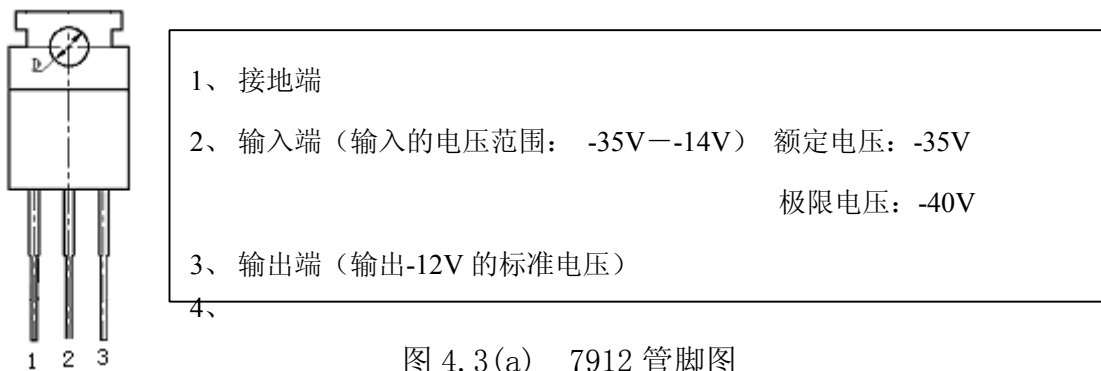 D
1、 接地端
2、 输入端（输入的电压范围： -35V－-14V） 额定电压：-35V
极限电压：-40V
3、 输出端（输出-12V 的标准电压）
4、
1 2 3
图 4.3(a) 7912 管脚图